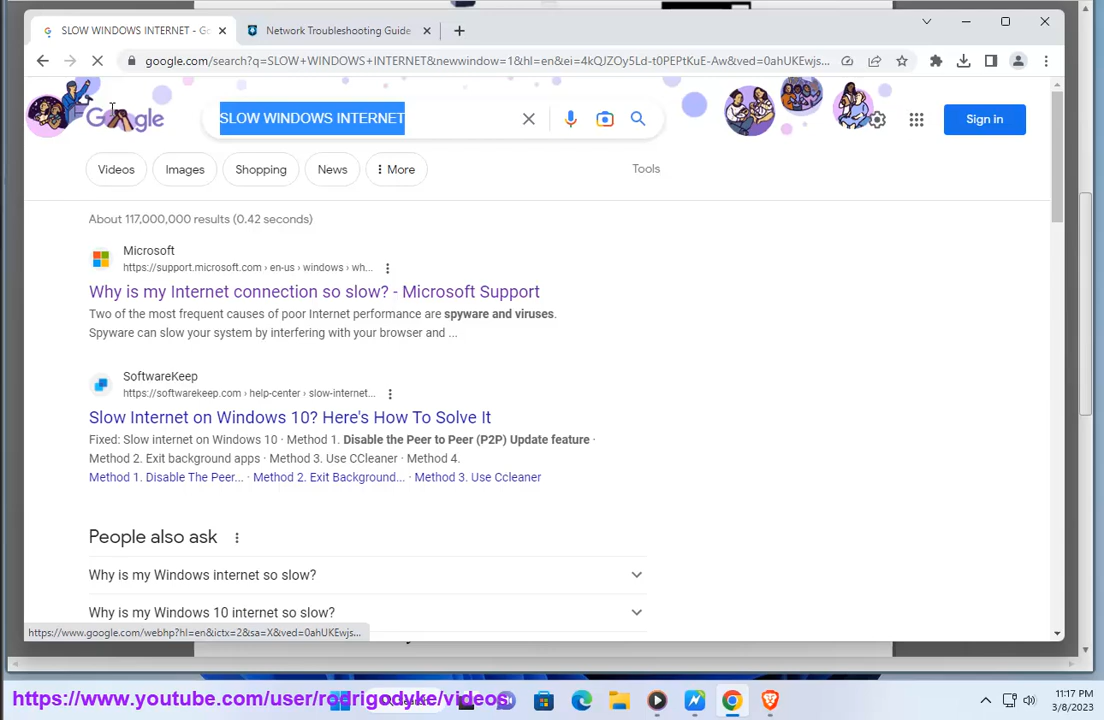 SLOW WINDOWS INTERNET - Go
Network Troubleshooting Guide
google.com/search?q=SLOW+WINDOWS+INTERNET&newwindow=1&hl=en&ei=4kQJZOy5Ld-t0PEPtKuE-Aw&ved=0ahUKEwjs...
Google
SLOW WINDOWS INTERNET
Sign in
Videos
Images
Shopping
News
More
Tools
About 117,000,000 results (0.42 seconds)
Microsoft
https://support.microsoft.com › en-us › windows › wh...
Why is my Internet connection so slow? - Microsoft Support
Two of the most frequent causes of poor Internet performance are spyware and viruses.
Spyware can slow your system by interfering with your browser and ...
SoftwareKeep
https://softwarekeep.com › help-center › slow-internet...
Slow Internet on Windows 10? Here's How To Solve It
Fixed: Slow internet on Windows 10 · Method 1. Disable the Peer to Peer (P2P) Update feature ·
Method 2. Exit background apps · Method 3. Use CCleaner · Method 4.
Method 1. Disable The Peer... · Method 2. Exit Background... · Method 3. Use Ccleaner
People also ask
Why is my Windows internet so slow?
Why is my Windows 10 internet so slow?
https://www.google.com/webhp?hl=en&ictx=2&sa=X&ved=0ahUKEwjs...
https://www.youtube.com/user/rodrigodyke/videos
11:17 PM
3/8/2023